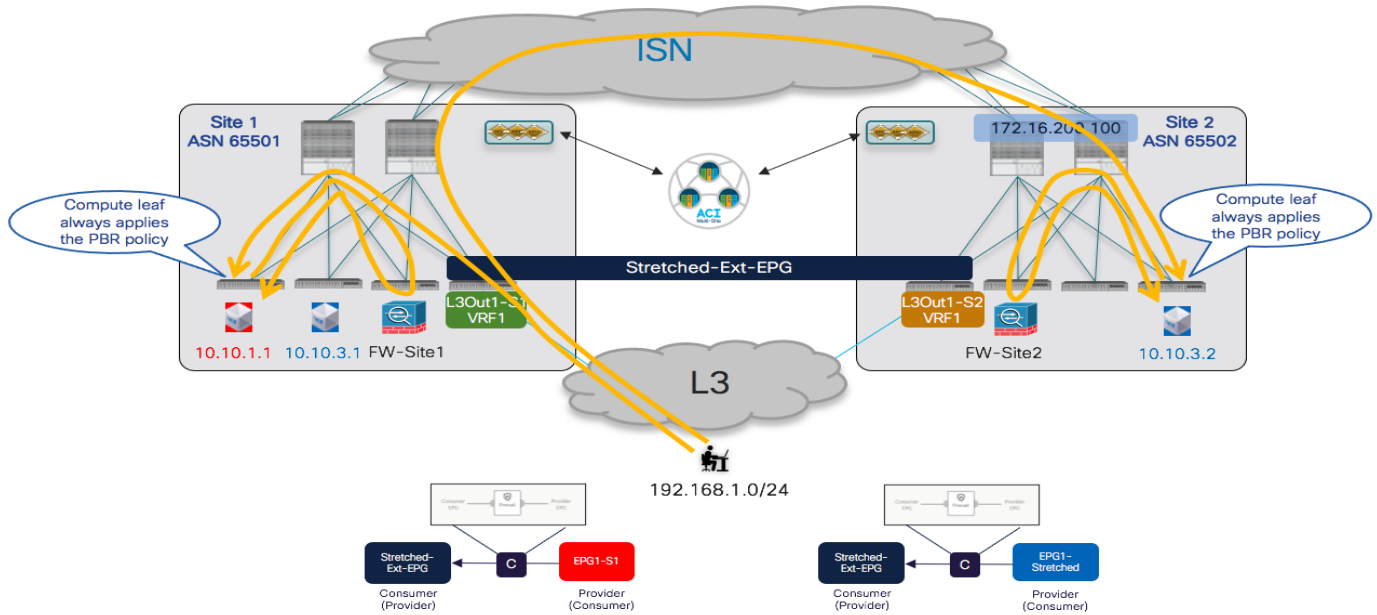 ISN
Site 1
ASN 65501
172.16.200.100
Site 2
ASN 65502
Compute leaf
always applies
the PBR policy
ACI
Multi-Site
Compute leaf
always applies
the PBR policy
Stretched-Ext-EPG
L3Out1-S1
VRF1
L3Out1-S2
VRF1
10.10.1.1
10.10.3.1
FW-Site1
FW-Site2
10.10.3.2
L3
192.168.1.0/24
Consumer
EPG
Firewall
Provider
EPG
Consumer
EPG
Firewall
Provider
EPG
Stretched-
Ext-EPG
C
EPG1-S1
Stretched-
Ext-EPG
C
EPG1-
Stretched
Consumer
(Provider)
Provider
(Consumer)
Consumer
(Provider)
Provider
(Consumer)